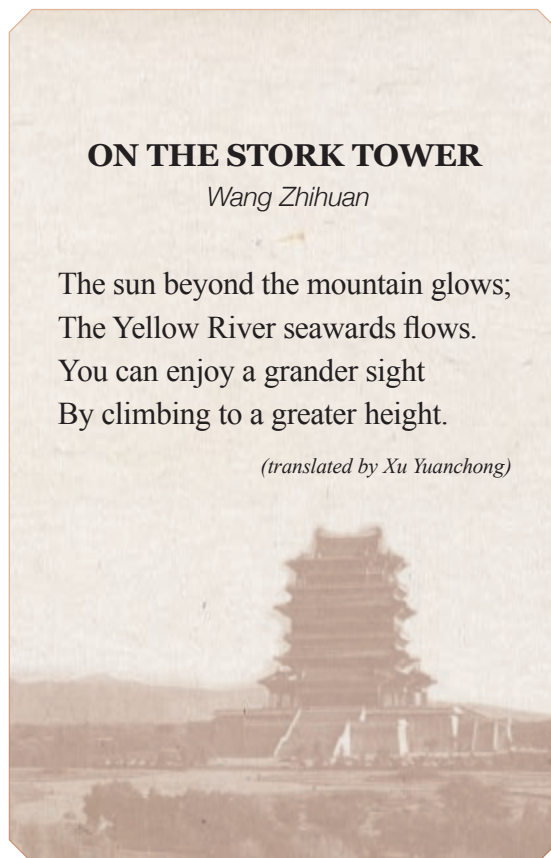 ON THE STORK TOWER
Wang Zhihuan
The sun beyond the mountain glows;
The Yellow River seawards flows.
You can enjoy a grander sight
By climbing to a greater height.
(translated by Xu Yuanchong)